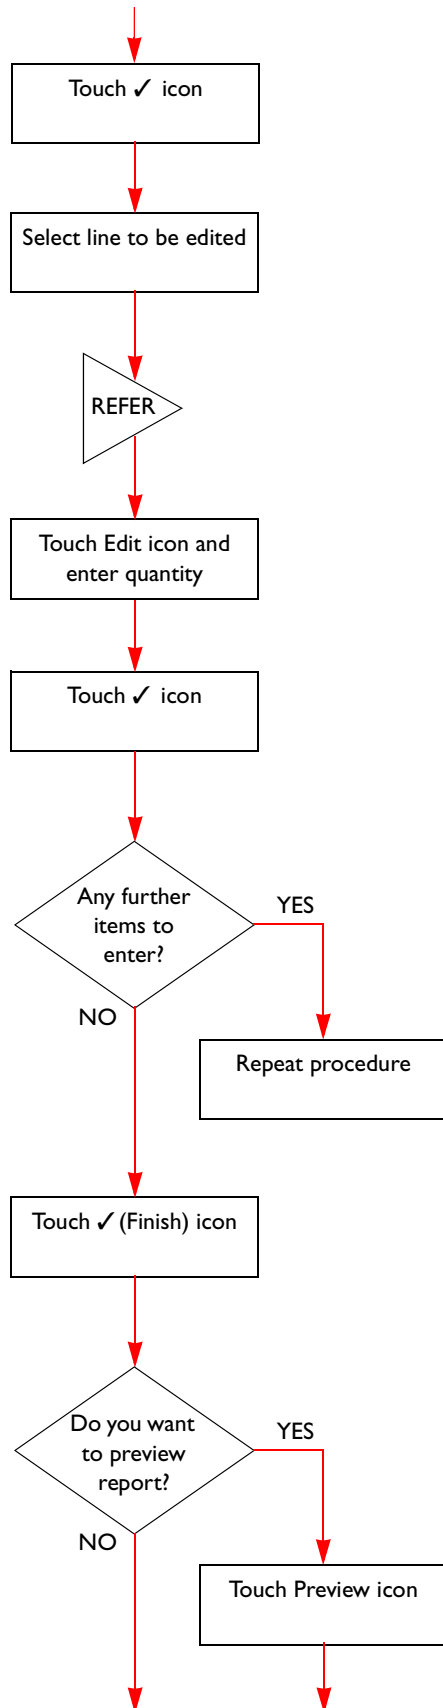 Touch ✓ icon
Select line to be edited
REFER
Touch Edit icon and
enter quantity
Touch ✓ icon
Any further
items to
enter?
YES
NO
Repeat procedure
Touch ✓ (Finish) icon
Do you want
to preview
report?
YES
NO
Touch Preview icon